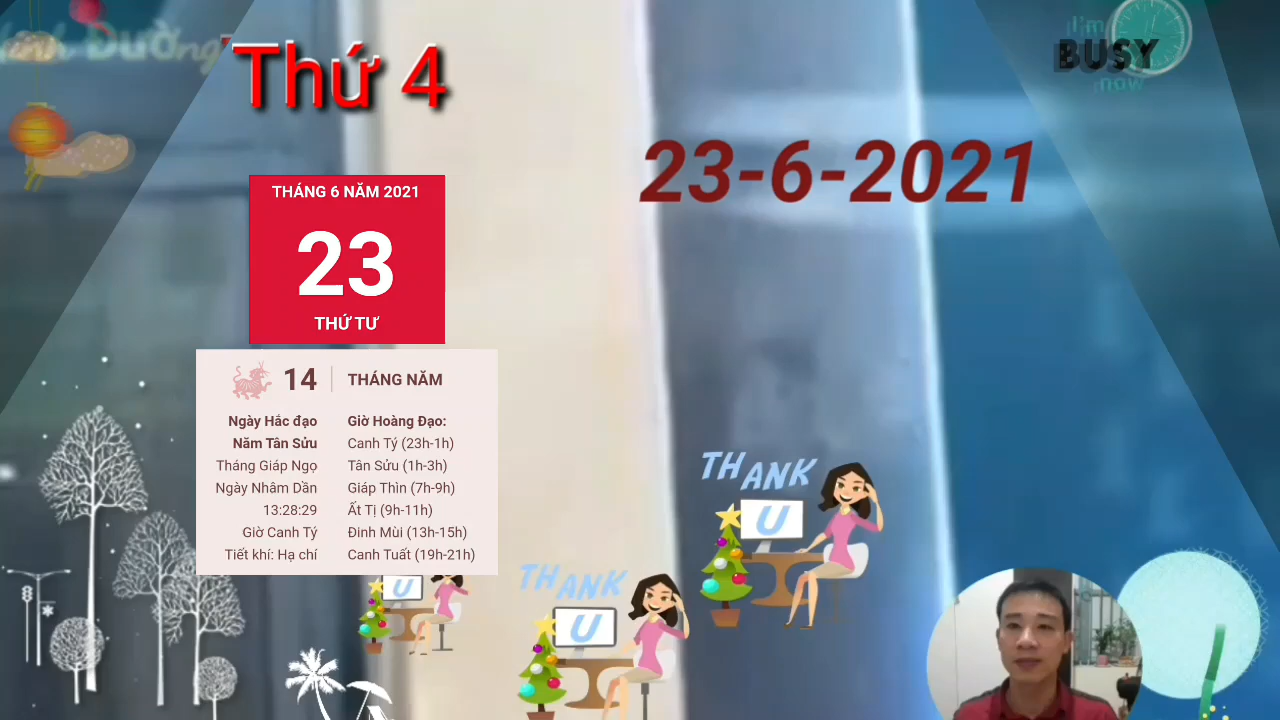 Đường
Thứ 4
I'm
BUSY
now
23-6-2021
THÁNG 6 NĂM 2021
23
THỨ TƯ
14
THÁNG NĂM
Ngày Hắc đạo
Năm Tân Sửu
Tháng Giáp Ngọ
Ngày Nhâm Dần
13:28:29
Giờ Canh Tý
Tiết khí: Hạ chí
Giờ Hoàng Đạo:
Canh Tý (23h-1h)
Tân Sửu (1h-3h)
Giáp Thìn (7h-9h)
Ất Tị (9h-11h)
Đinh Mùi (13h-15h)
Canh Tuất (19h-21h)
THANK
U
THANK
U
U